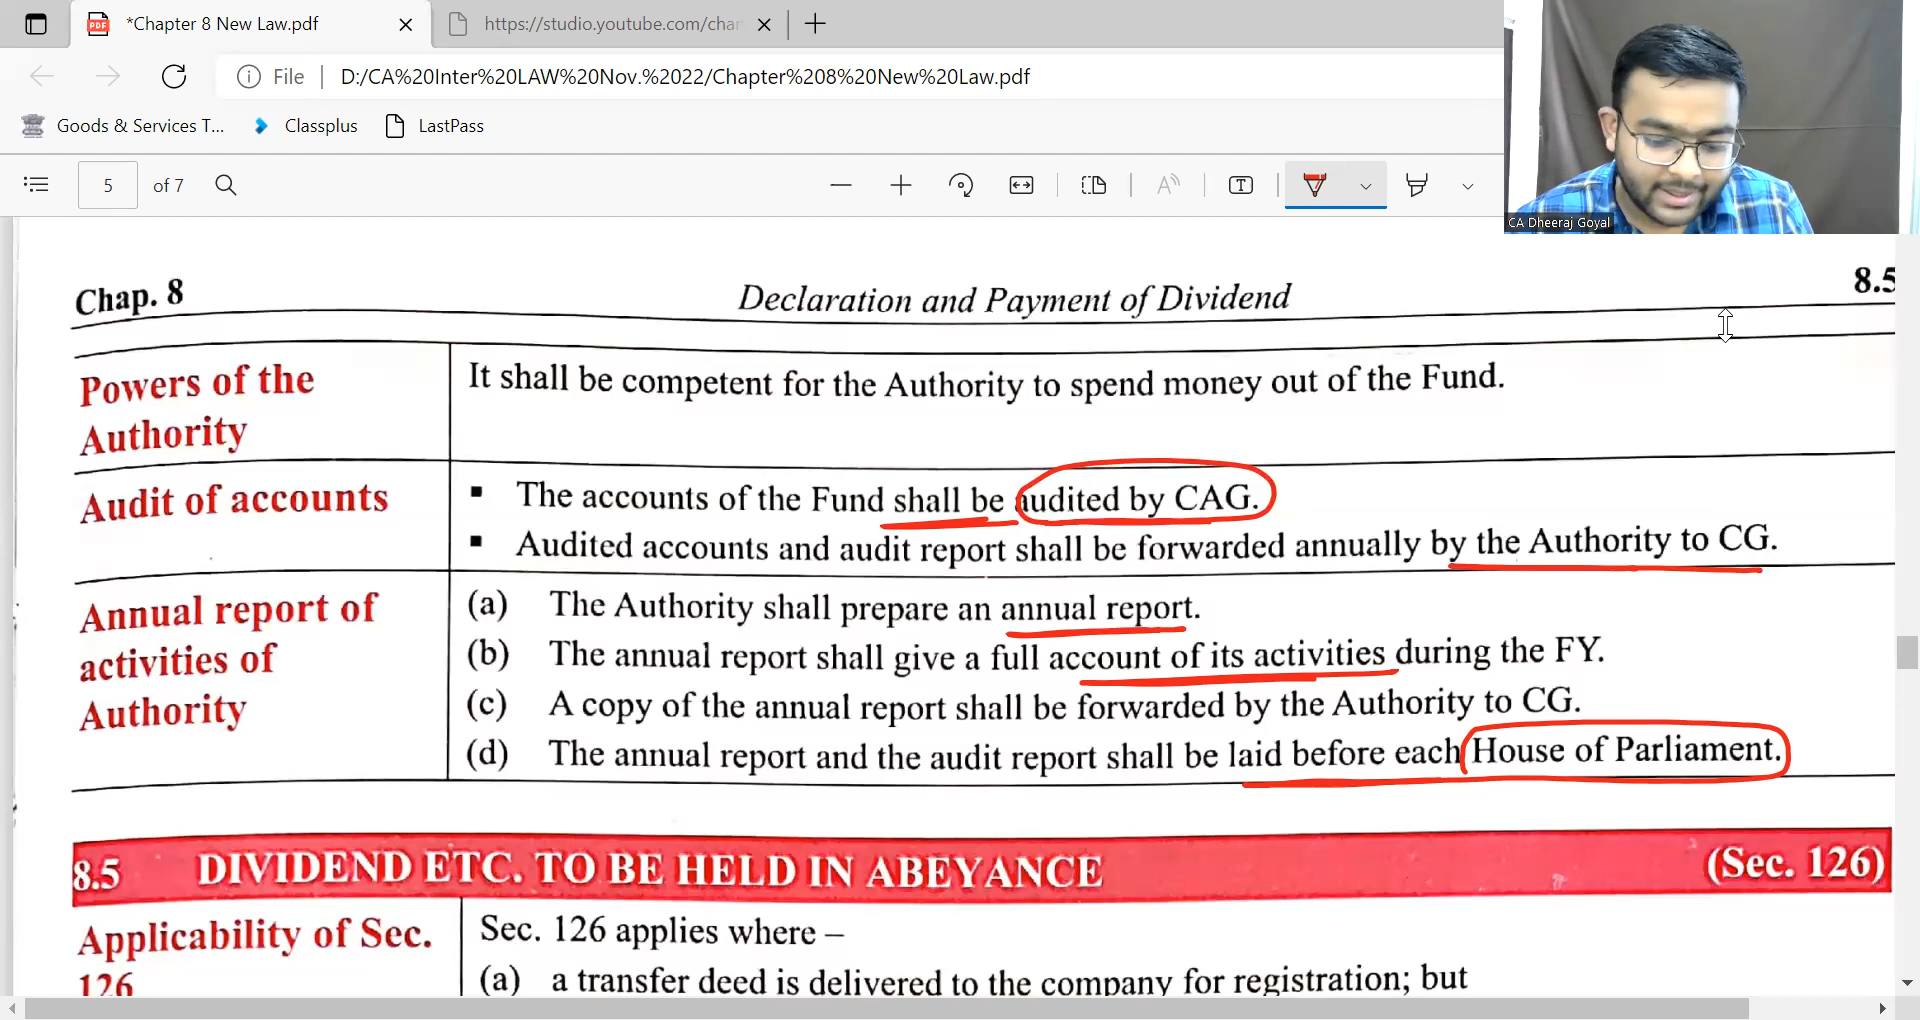 *Chapter 8 New Law.pdf
https://studio.youtube.com/char
File
D:/CA%20Inter%20LAW%20Nov.%2022/Chapter%208%20New%20Law.pdf
Goods & Services T...
Classplus
LastPass
5 of 7
CA Dheeraj Goyal
Chap. 8
Declaration and Payment of Dividend
8.5
Powers of the
Authority
It shall be competent for the Authority to spend money out of the Fund.
Audit of accounts
▪ The accounts of the Fund shall be audited by CAG.
▪ Audited accounts and audit report shall be forwarded annually by the Authority to CG.
Annual report of
activities of
Authority
(a) The Authority shall prepare an annual report.
(b) The annual report shall give a full account of its activities during the FY.
(c) A copy of the annual report shall be forwarded by the Authority to CG.
(d) The annual report and the audit report shall be laid before each House of Parliament.
8.5 DIVIDEND ETC. TO BE HELD IN ABEYANCE (Sec. 126)
Applicability of Sec.
126
Sec. 126 applies where –
(a) a transfer deed is delivered to the company for registration; but